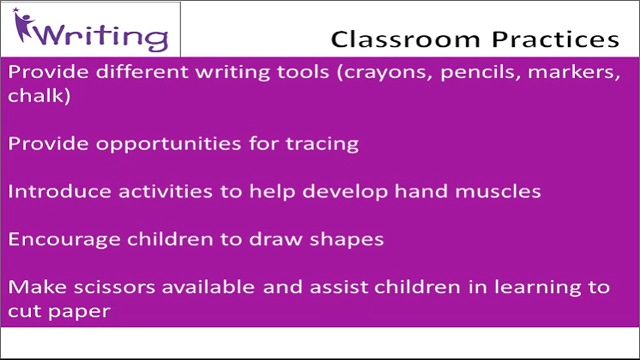 Writing
Classroom Practices
Provide different writing tools (crayons, pencils, markers,
chalk)
Provide opportunities for tracing
Introduce activities to help develop hand muscles
Encourage children to draw shapes
Make scissors available and assist children in learning to
cut paper